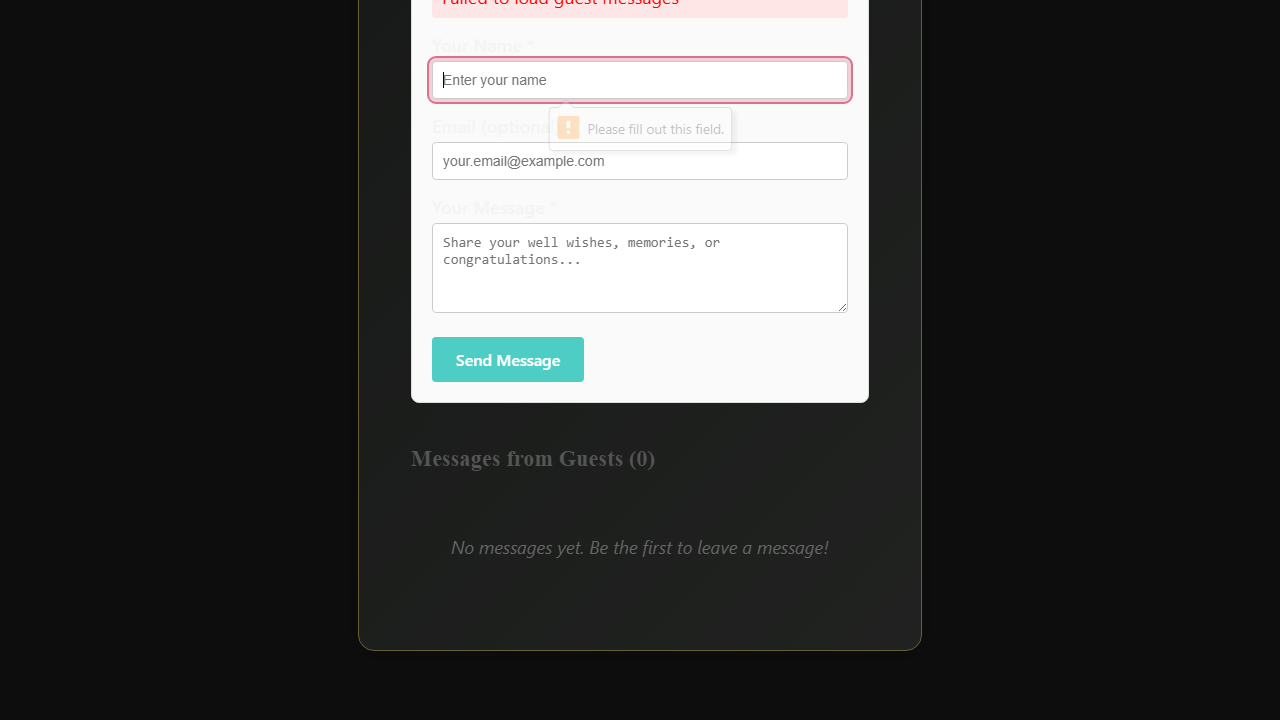 Failed to load guest messages
Your Name *
Enter your name
Email (optional
Please fill out this field.
your.email@example.com
Your Message *
Share your well wishes, memories, or
congratulations...
Send Message
Messages from Guests (0)
No messages yet. Be the first to leave a message!